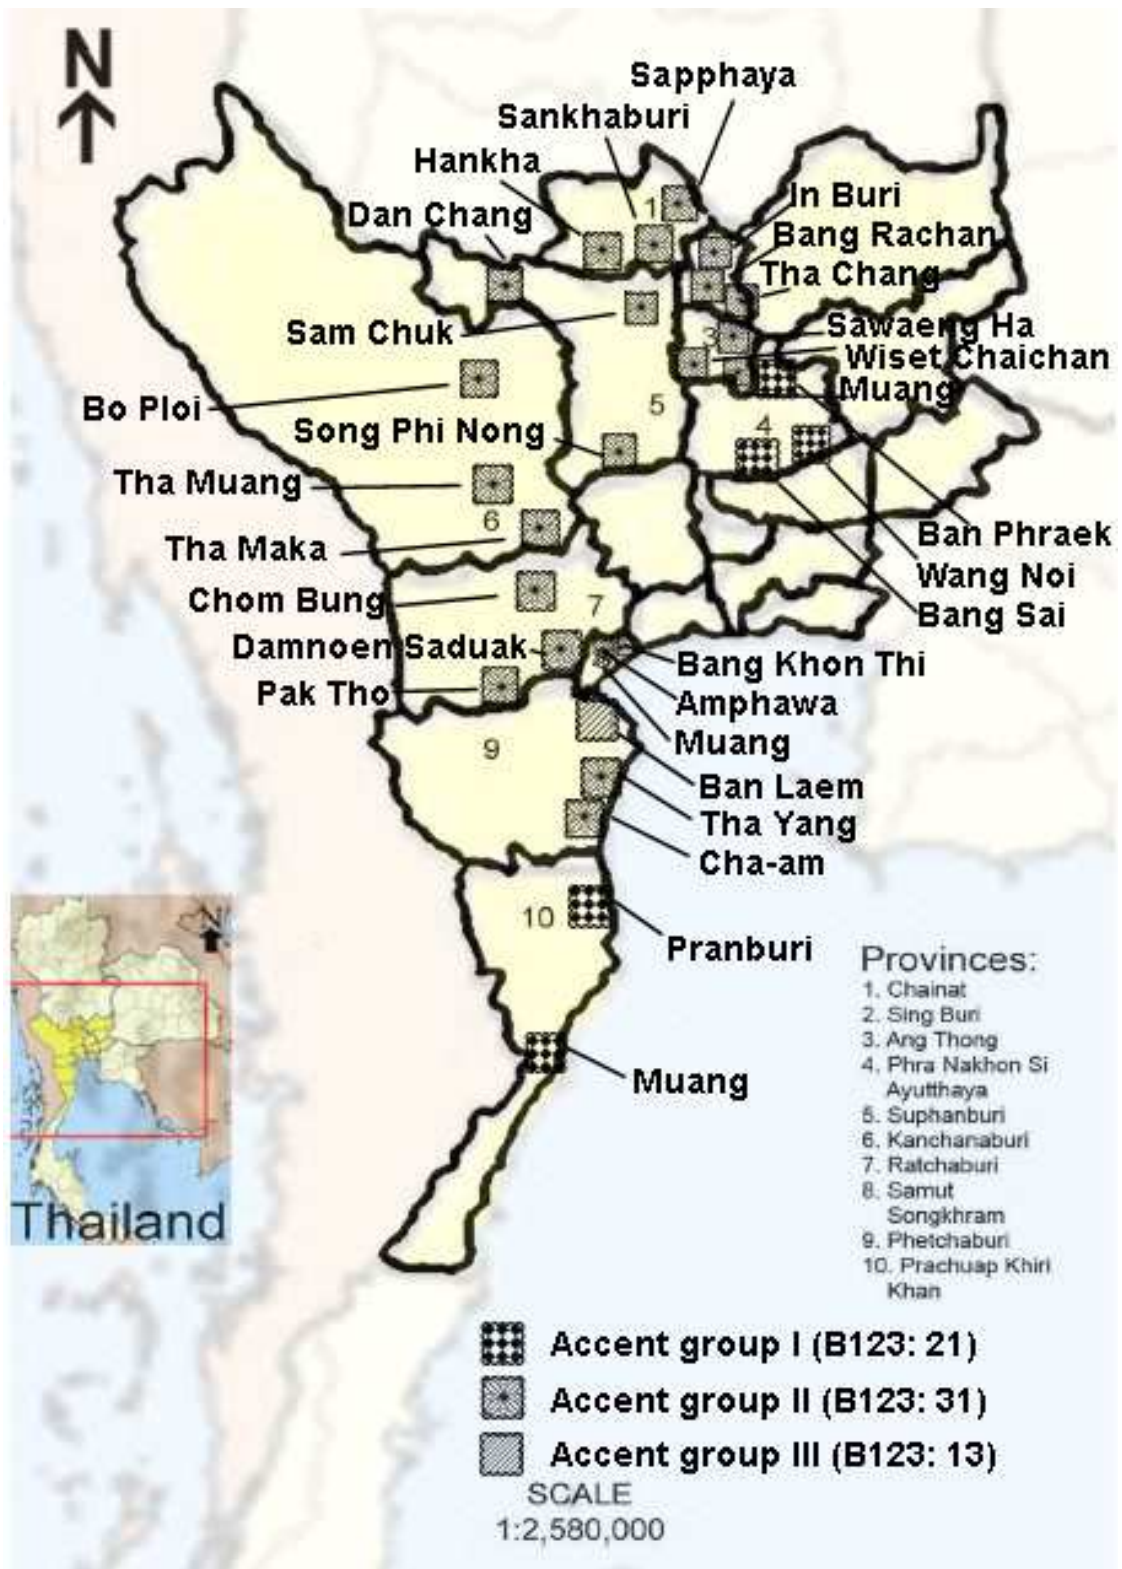 N
Sapphaya
Sankhaburi
Hankha
In Buri
Dan Chang
1
Bang Rachan
Tha Chang
Sam Chuk
Sawaeng Ha
3
Wiset Chaichan
Muang
Bo Ploi
5
Song Phi Nong
4
Tha Muang
6
Ban Phraek
Tha Maka
Wang Noi
Chom Bung
7
Bang Sai
Damnoen Saduak
Bang Khon Thi
Pak Tho
Amphawa
9
Muang
Ban Laem
Tha Yang
Cha-am
10
Pranburi
N
Muang
Thailand
Provinces:
1. Chainat
2. Sing Buri
3. Ang Thong
4. Phra Nakhon Si
Ayutthaya
5. Suphanburi
6. Kanchanaburi
7. Ratchaburi
8. Samut
Songkhram
9. Phetchaburi
10. Prachuap Khiri
Khan
Accent group I (B123: 21)
Accent group II (B123: 31)
Accent group III (B123: 13)
SCALE
1:2,580,000